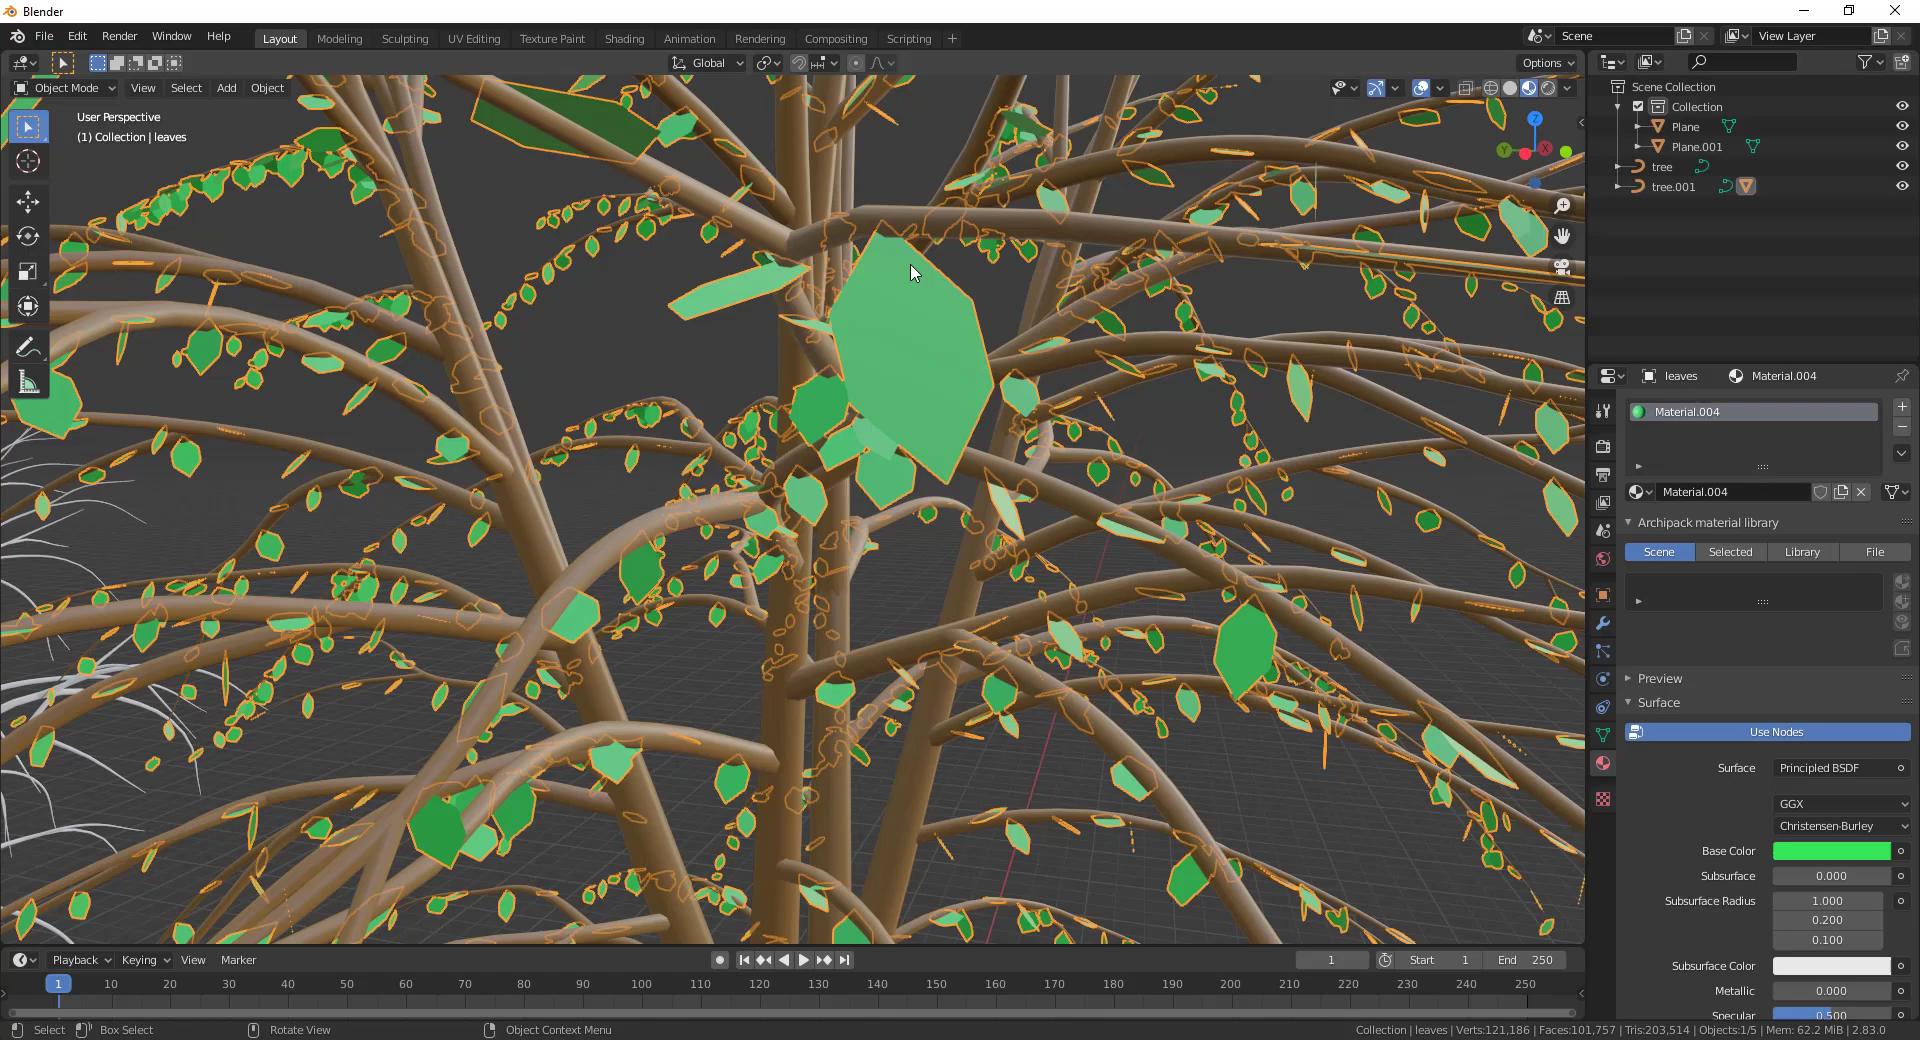 Blender
File Edit Render Window Help
Layout Modeling Sculpting UV Editing Texture Paint Shading Animation Rendering Compositing Scripting +
Scene
View Layer
Global
Options
Object Mode View Select Add Object
User Perspective
(1) Collection | leaves
Z
Y
X
Scene Collection
Collection
Plane
Plane.001
tree
tree.001
leaves
Material.004
Material.004
Material.004
Archipack material library
Scene Selected Library File
Preview
Surface
Use Nodes
Surface Principled BSDF
GGX
Christensen-Burley
Base Color
Subsurface 0.000
Subsurface Radius 1.000
0.200
0.100
Subsurface Color
Metallic 0.000
Specular 0.500
Playback Keying View Marker
1
Start 1
End 250
1 10 20 30 40 50 60 70 80 90 100 110 120 130 140 150 160 170 180 190 200 210 220 230 240 250
Select Box Select Rotate View Object Context Menu
Collection | leaves | Verts:121,186 | Faces:101,757 | Tris:203,514 | Objects:1/5 | Mem: 62.2 MiB | 2.83.0